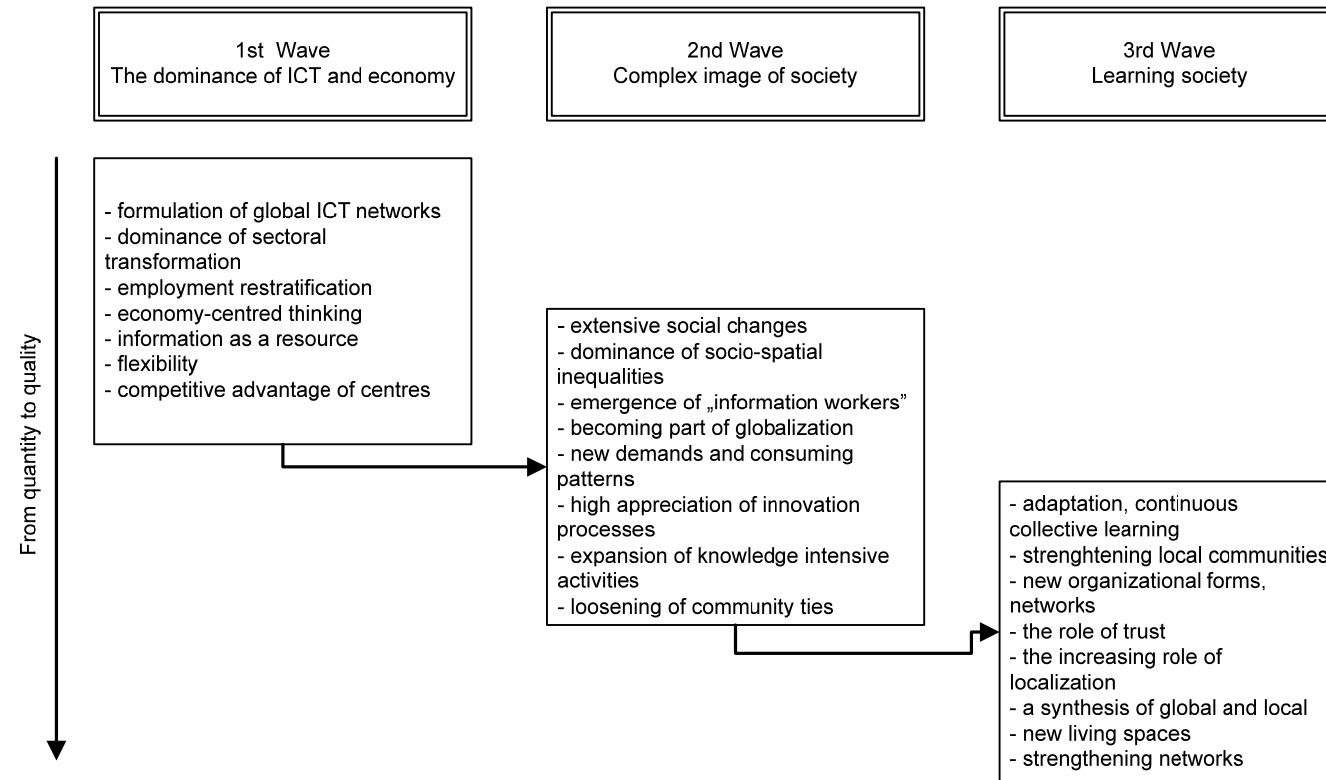 1st Wave
The dominance of ICT and economy
2nd Wave
Complex image of society
3rd Wave
Learning society
From quantity to quality
- formulation of global ICT networks
- dominance of sectoral
transformation
- employment restratification
- economy-centred thinking
- information as a resource
- flexibility
- competitive advantage of centres
- extensive social changes
- dominance of socio-spatial
inequalities
- emergence of „information workers”
- becoming part of globalization
- new demands and consuming
patterns
- high appreciation of innovation
processes
- expansion of knowledge intensive
activities
- loosening of community ties
- adaptation, continuous
collective learning
- strenghtening local communities
- new organizational forms,
networks
- the role of trust
- the increasing role of
localization
- a synthesis of global and local
- new living spaces
- strengthening networks